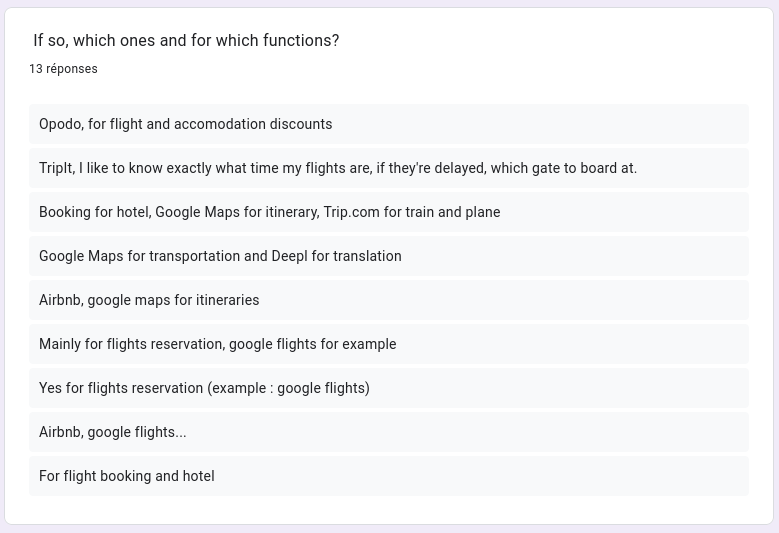 If so, which ones and for which functions?
13 réponses
Opodo, for flight and accomodation discounts
TripIt, I like to know exactly what time my flights are, if they're delayed, which gate to board at.
Booking for hotel, Google Maps for itinerary, Trip.com for train and plane
Google Maps for transportation and Deepl for translation
Airbnb, google maps for itineraries
Mainly for flights reservation, google flights for example
Yes for flights reservation (example : google flights)
Airbnb, google flights...
For flight booking and hotel